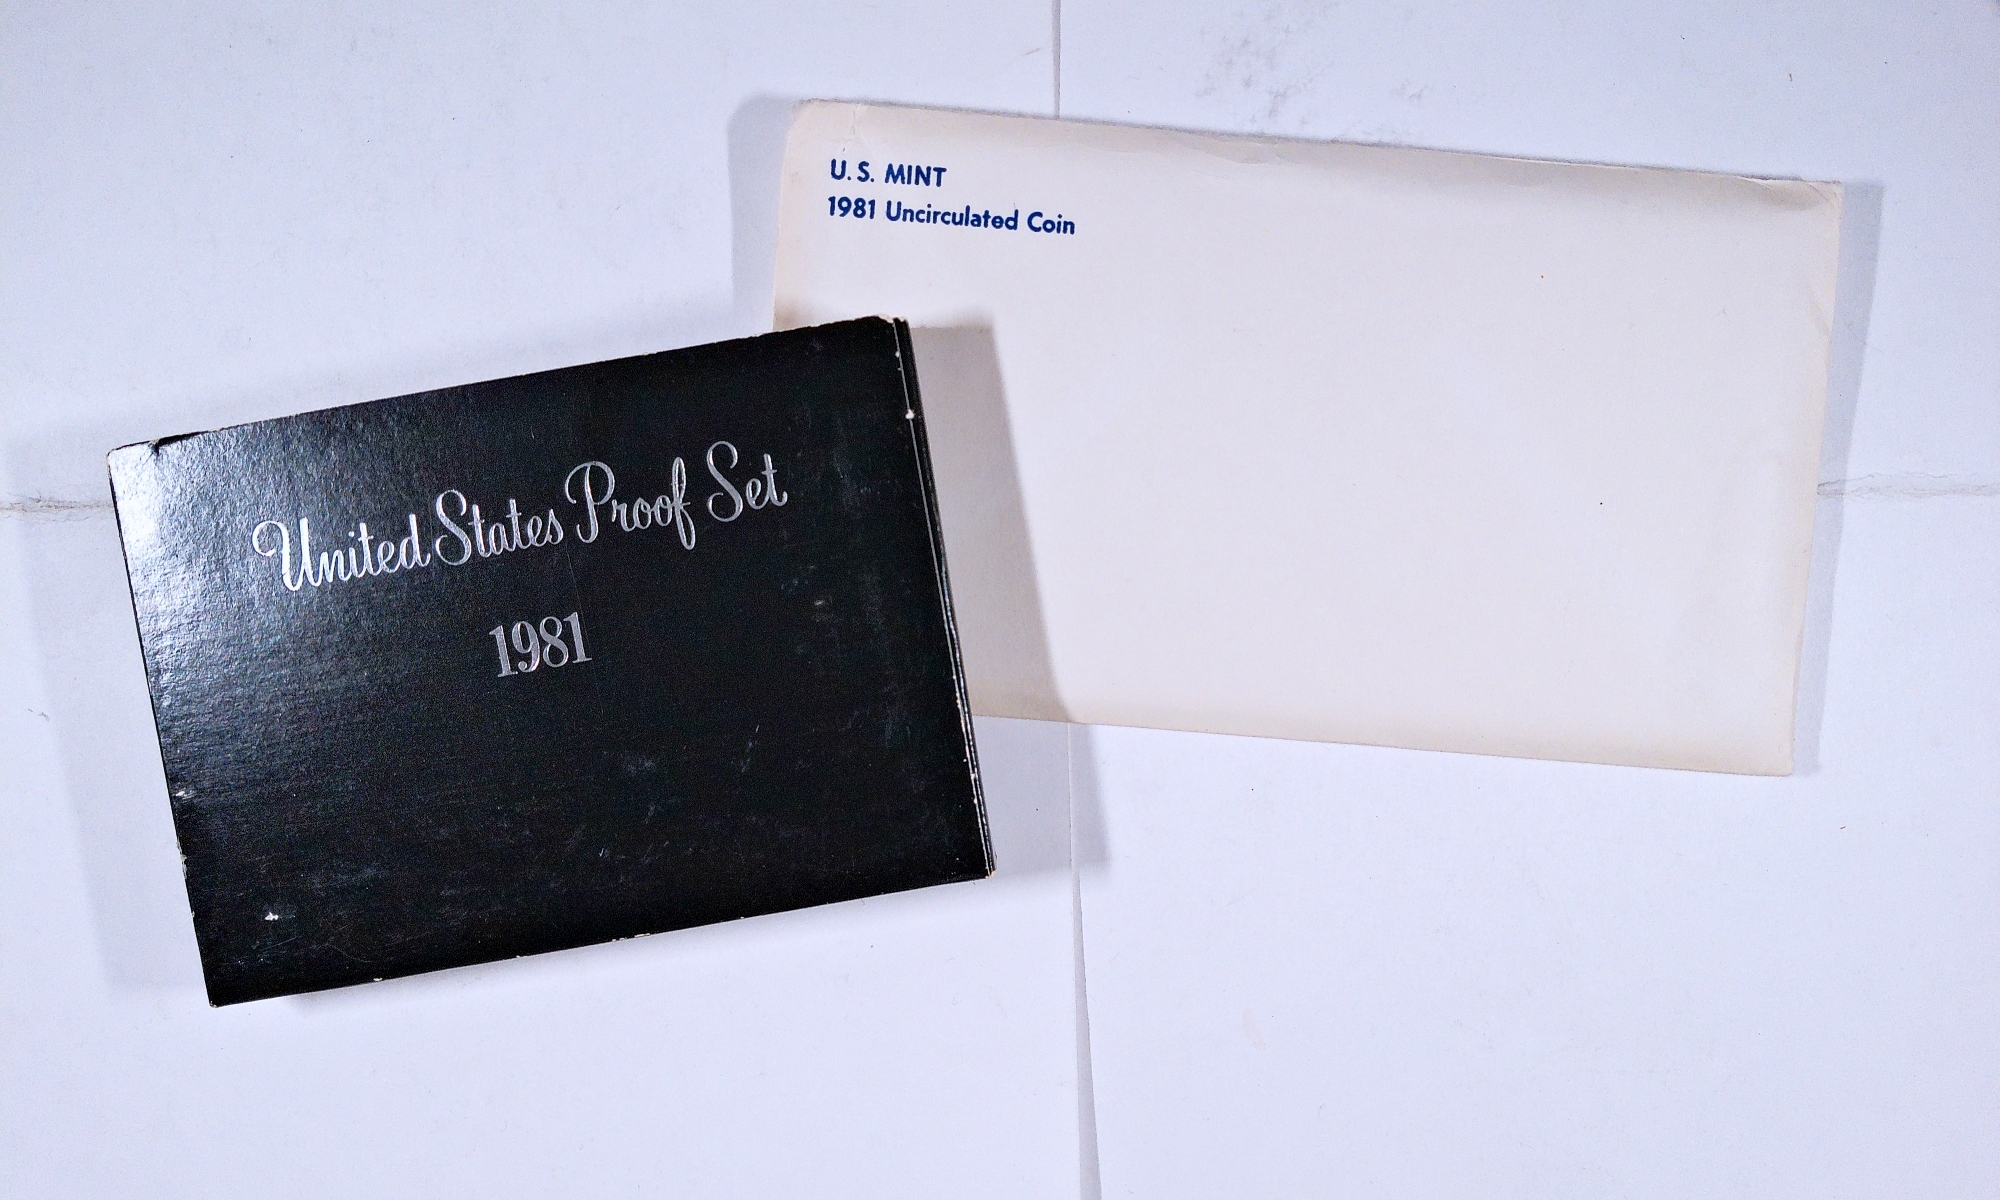 U. S. MINT
1981 Uncirculated Coin
United States Proof Set
1981